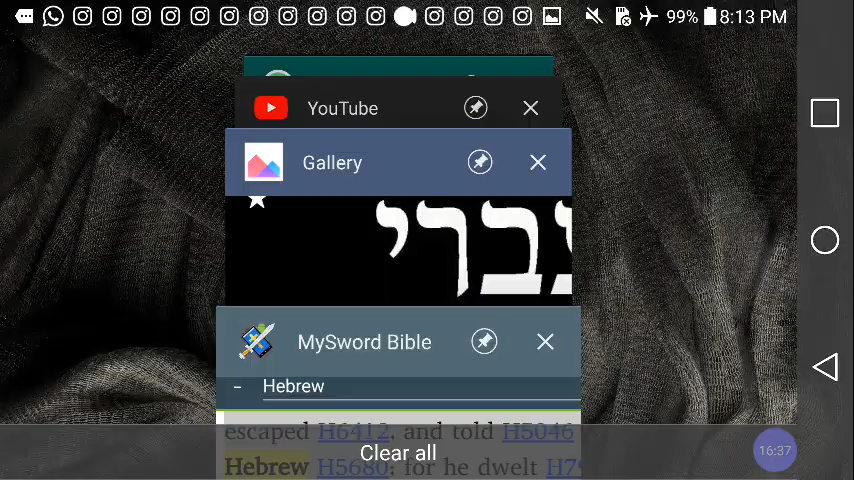 99% 8:13 PM
YouTube
Gallery
עברי
MySword Bible
Hebrew
escaped H6412, and told H5046
Hebrew H5680; for he dwelt H79
Clear all
16:37